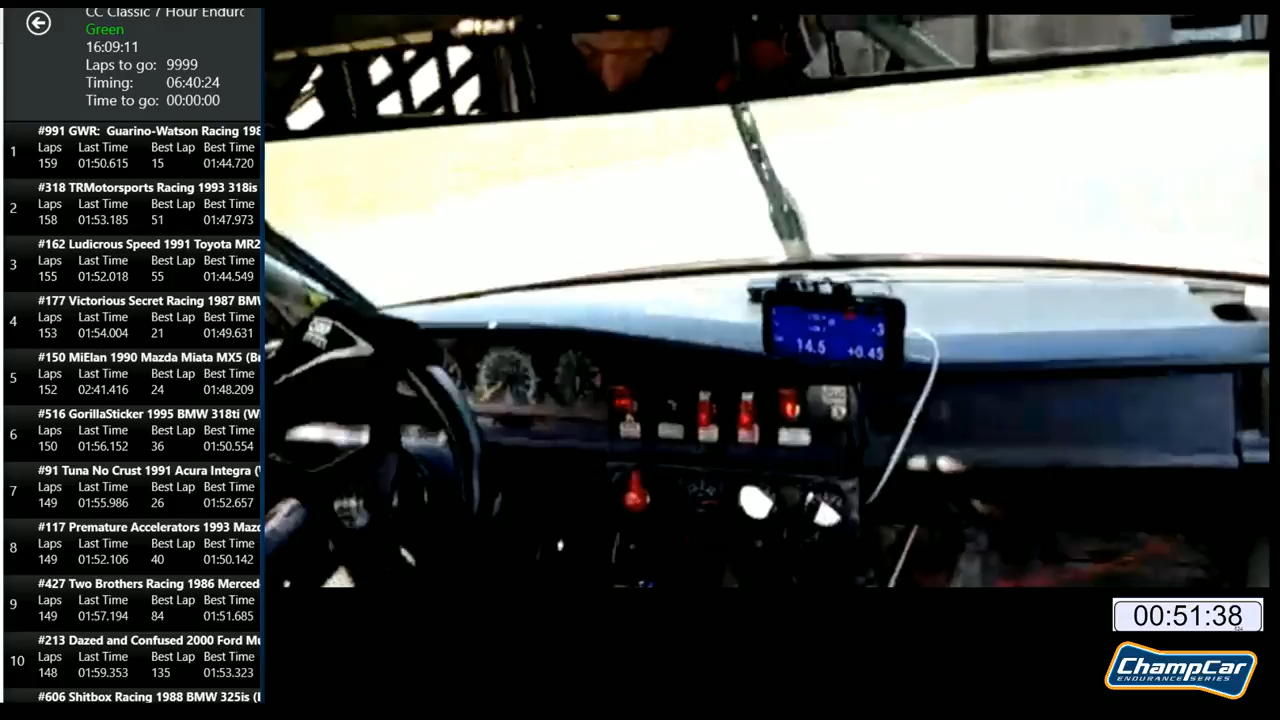 CC Classic 7 Hour Enduro
Green
16:09:11
Laps to go: 9999
Timing: 06:40:24
Time to go: 00:00:00
#991 GWR: Guarino-Watson Racing 198
1
Laps Last Time Best Lap Best Time
159 01:50.615 15 01:44.720
#318 TRMotorsports Racing 1993 318is
2
Laps Last Time Best Lap Best Time
158 01:53.185 51 01:47.973
#162 Ludicrous Speed 1991 Toyota MR2
3
Laps Last Time Best Lap Best Time
155 01:52.018 55 01:44.549
#177 Victorious Secret Racing 1987 BMW
4
Laps Last Time Best Lap Best Time
153 01:54.004 21 01:49.631
#150 MiElan 1990 Mazda Miata MX5 (Br
5
Laps Last Time Best Lap Best Time
152 02:41.416 24 01:48.209
#516 GorillaSticker 1995 BMW 318ti (W
6
Laps Last Time Best Lap Best Time
150 01:56.152 36 01:50.554
#91 Tuna No Crust 1991 Acura Integra (
7
Laps Last Time Best Lap Best Time
149 01:55.986 26 01:52.657
#117 Premature Accelerators 1993 Mazd
8
Laps Last Time Best Lap Best Time
149 01:52.106 40 01:50.142
#427 Two Brothers Racing 1986 Merced
9
Laps Last Time Best Lap Best Time
149 01:57.194 84 01:51.685
#213 Dazed and Confused 2000 Ford Mu
10
Laps Last Time Best Lap Best Time
148 01:59.353 135 01:53.323
#606 Shitbox Racing 1988 BMW 325is (
-3
14.5 +0.43
00:51:38
ChampCar
ENDURANCE SERIES